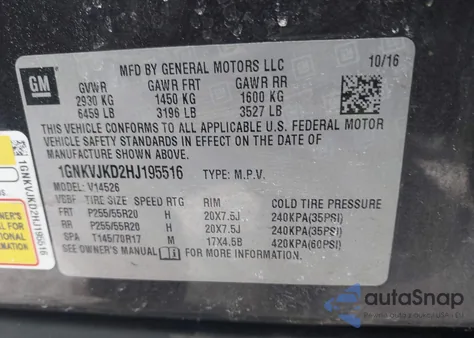 MFD BY GENERAL MOTORS LLC 10/16
GM
GVWR GAWR FRT GAWR RR
2930 KG 1450 KG 1600 KG
6459 LB 3196 LB 3527 LB
THIS VEHICLE CONFORMS TO ALL APPLICABLE U.S. FEDERAL MOTOR
VEHICLE SAFETY STANDARDS IN EFFECT ON THE DATE OF
MANUFACTURE SHOWN ABOVE.
1GNKVJKD2HJ195516 TYPE: M.P.V.
MODEL: V14526
TIRE SIZE SPEED RTG RIM COLD TIRE PRESSURE
FRT P255/55R20 H 20X7.5J 240KPA(35PSI)
RR P255/55R20 H 20X7.5J 240KPA(35PSI)
SPA T145/70R17 M 17X4.5B 420KPA(60PSI)
SEE OWNER'S MANUAL FOR MORE INFORMATION.
1GNKVJKD2HJ195516
autoSnap